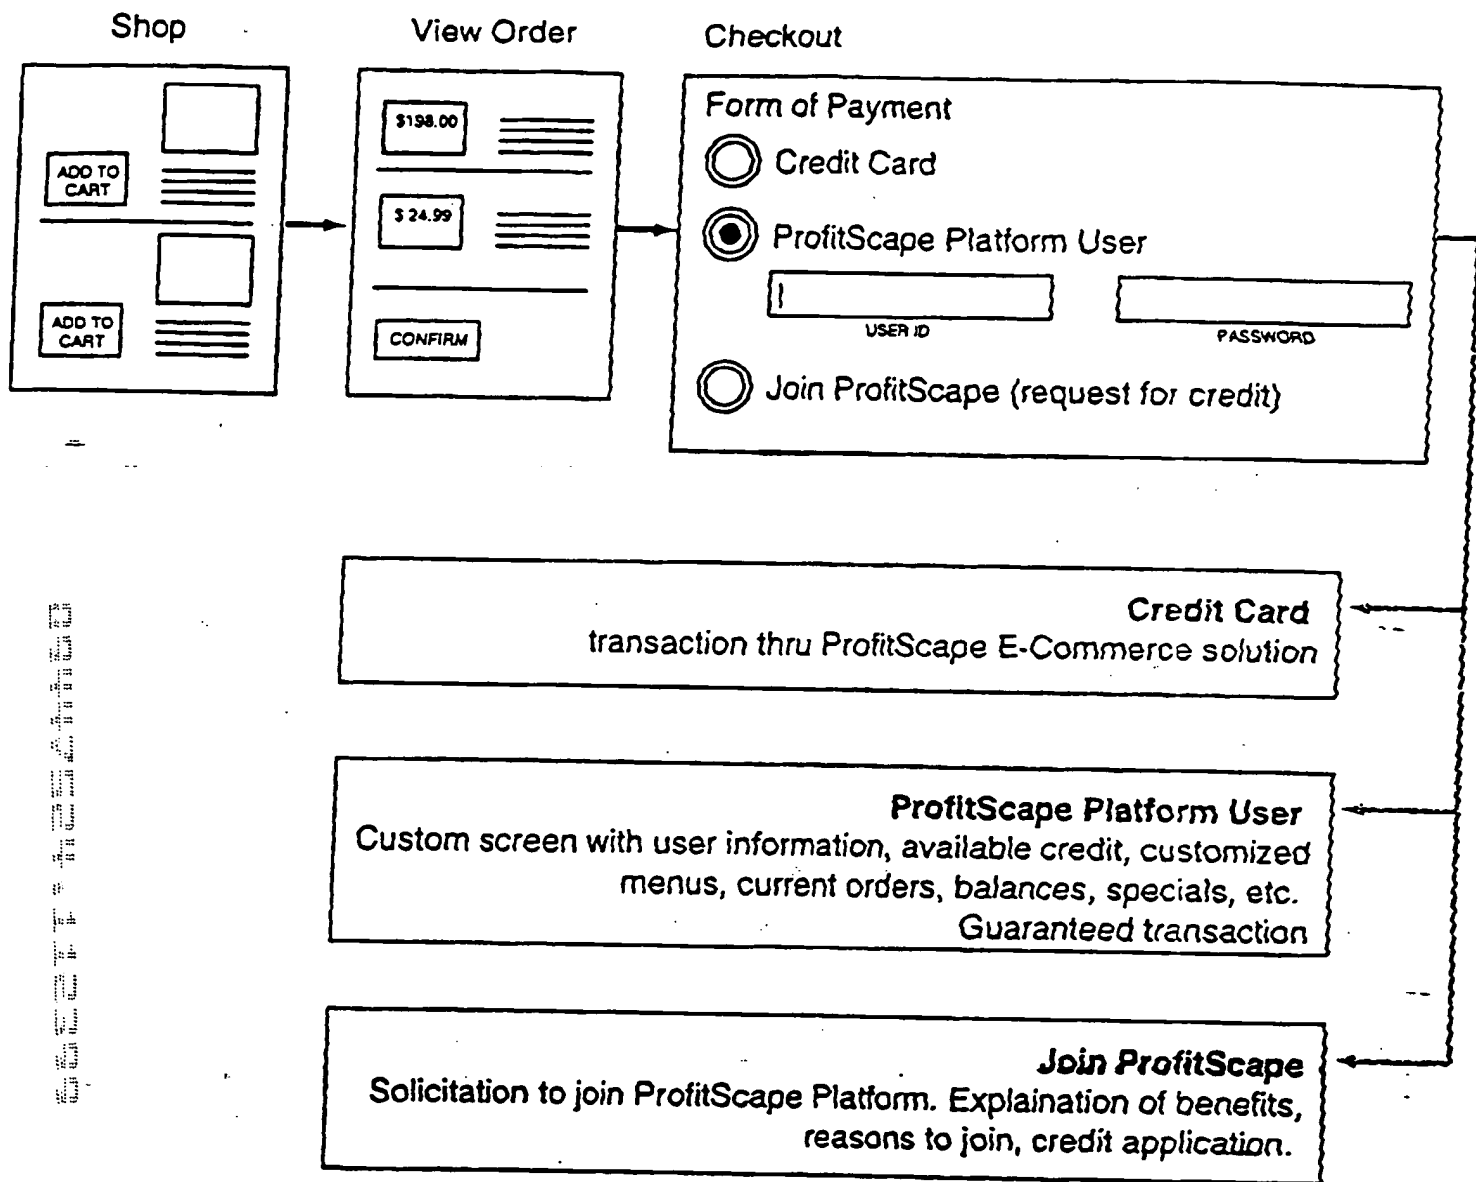 Shop
View Order
Checkout
ADD TO
CART
ADD TO
CART
$198.00
$ 24.99
CONFIRM
Form of Payment
Credit Card
ProfitScape Platform User
USER ID
PASSWORD
Join ProfitScape (request for credit)
Credit Card
transaction thru ProfitScape E-Commerce solution
ProfitScape Platform User
Custom screen with user information, available credit, customized
menus, current orders, balances, specials, etc.
Guaranteed transaction
Join ProfitScape
Solicitation to join ProfitScape Platform. Explaination of benefits,
reasons to join, credit application.